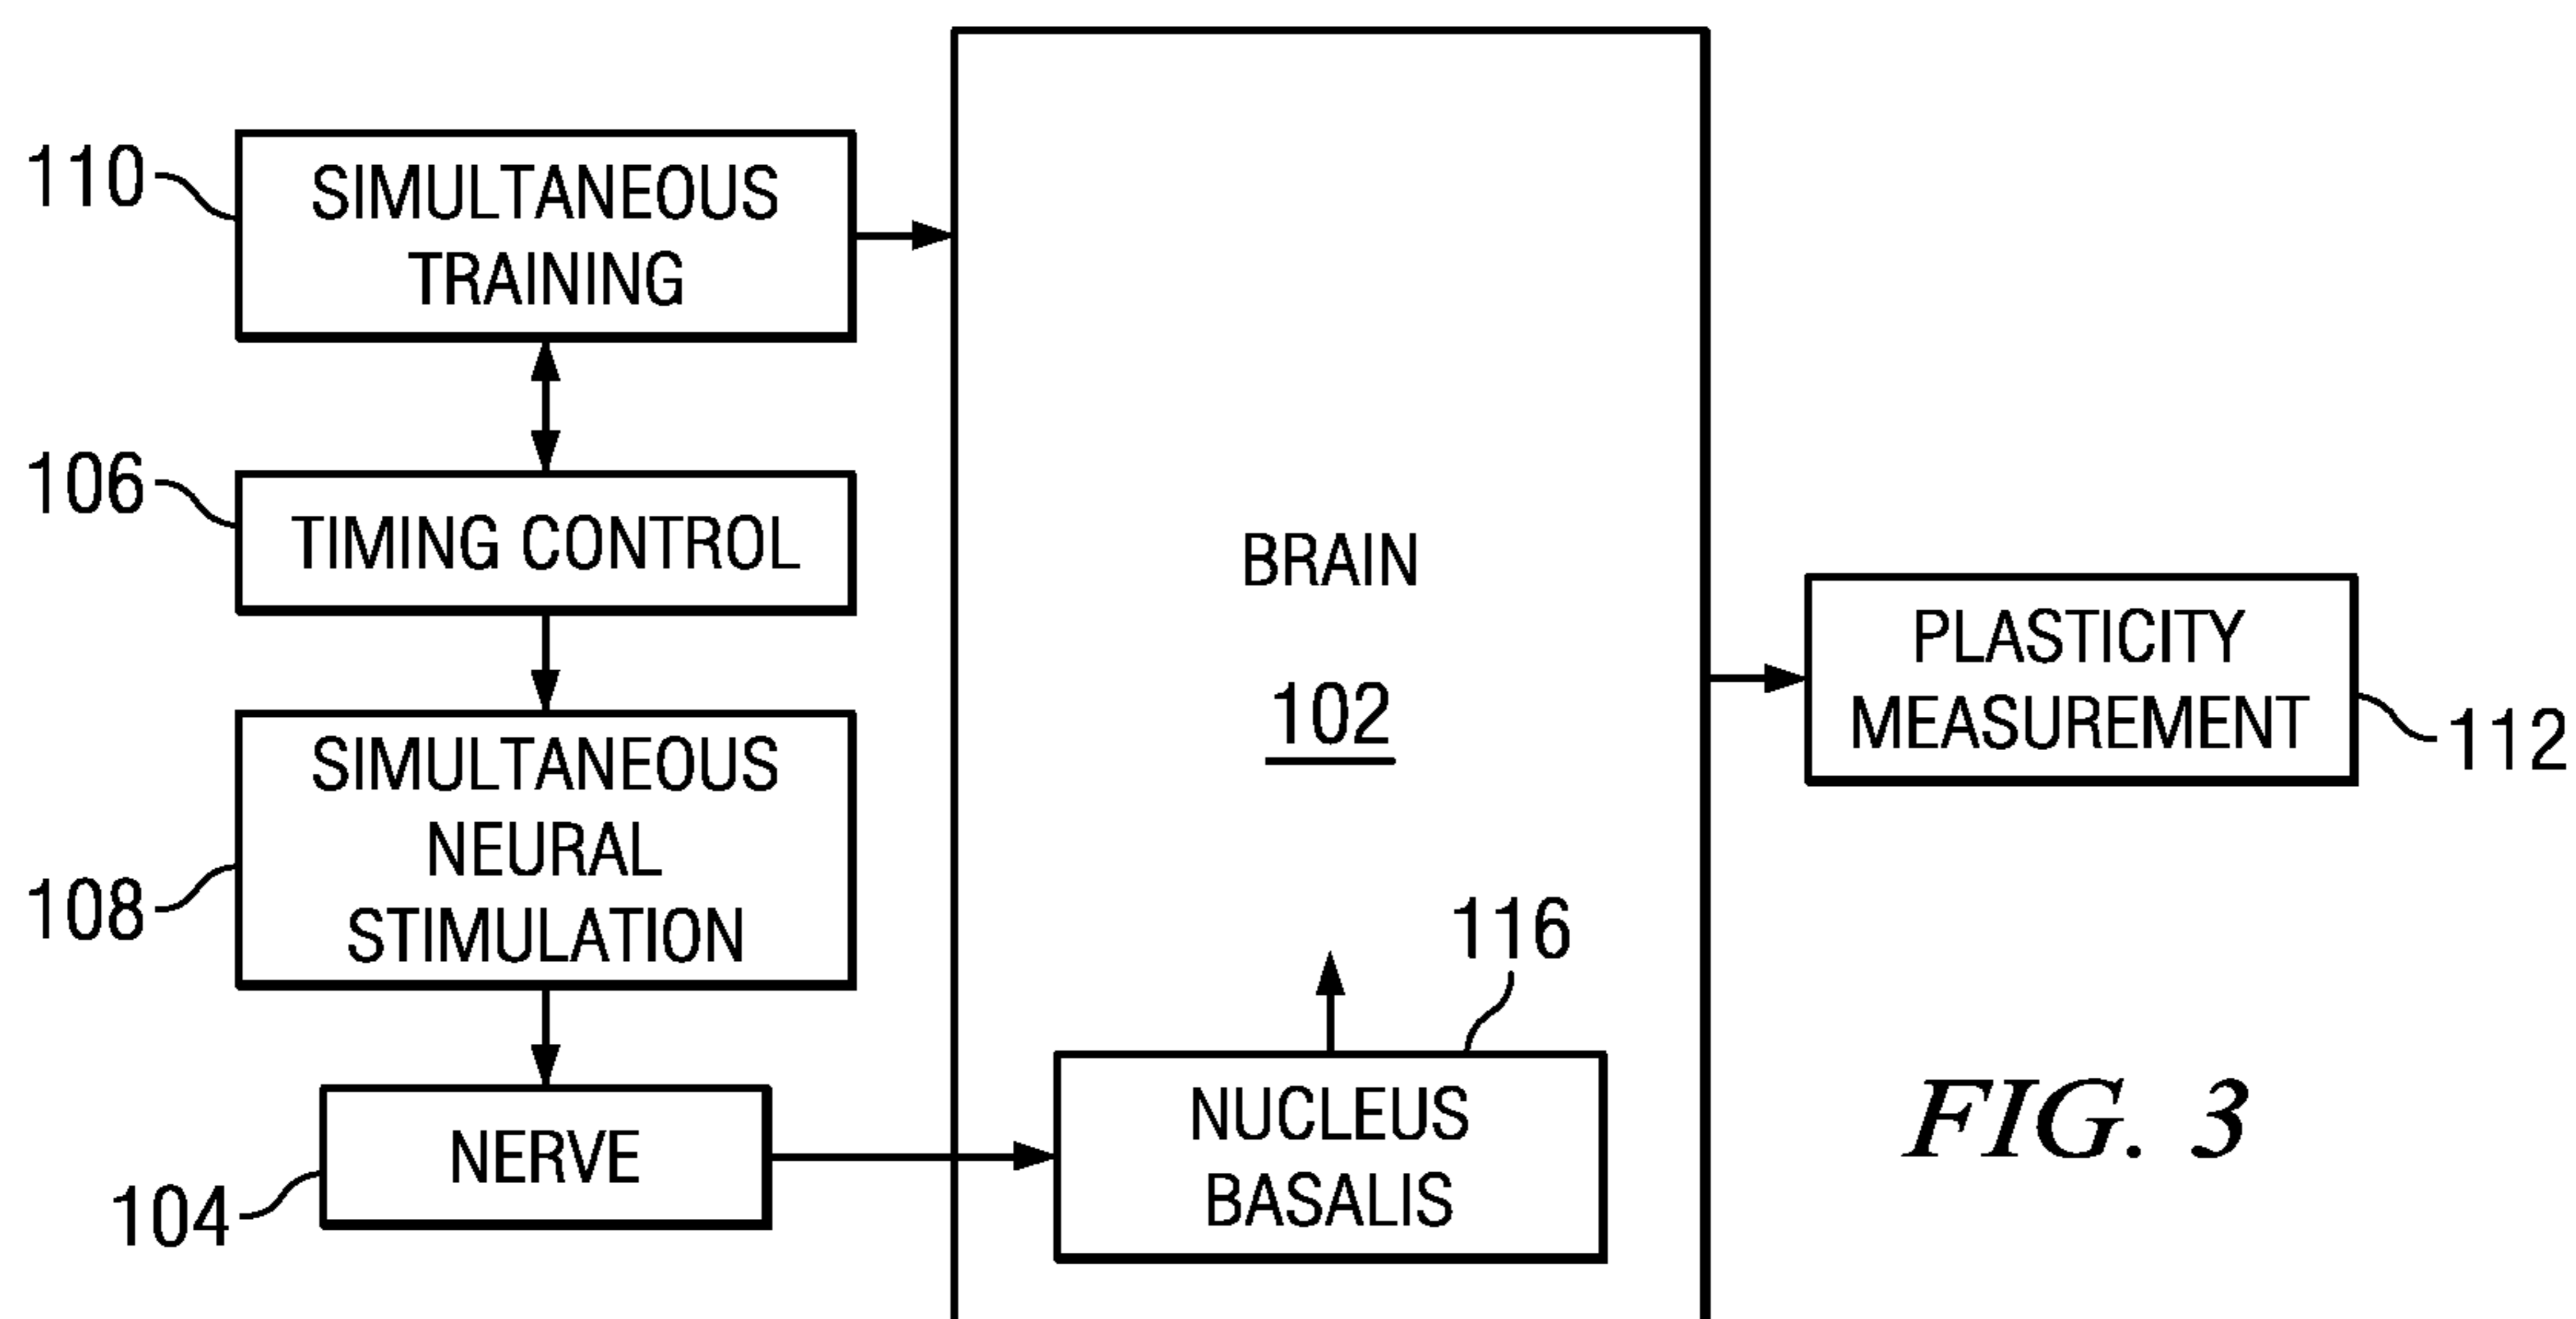 110
SIMULTANEOUS
TRAINING
106
TIMING CONTROL
108
SIMULTANEOUS
NEURAL
STIMULATION
104
NERVE
BRAIN
102
116
NUCLEUS
BASALIS
PLASTICITY
MEASUREMENT
112
FIG. 3